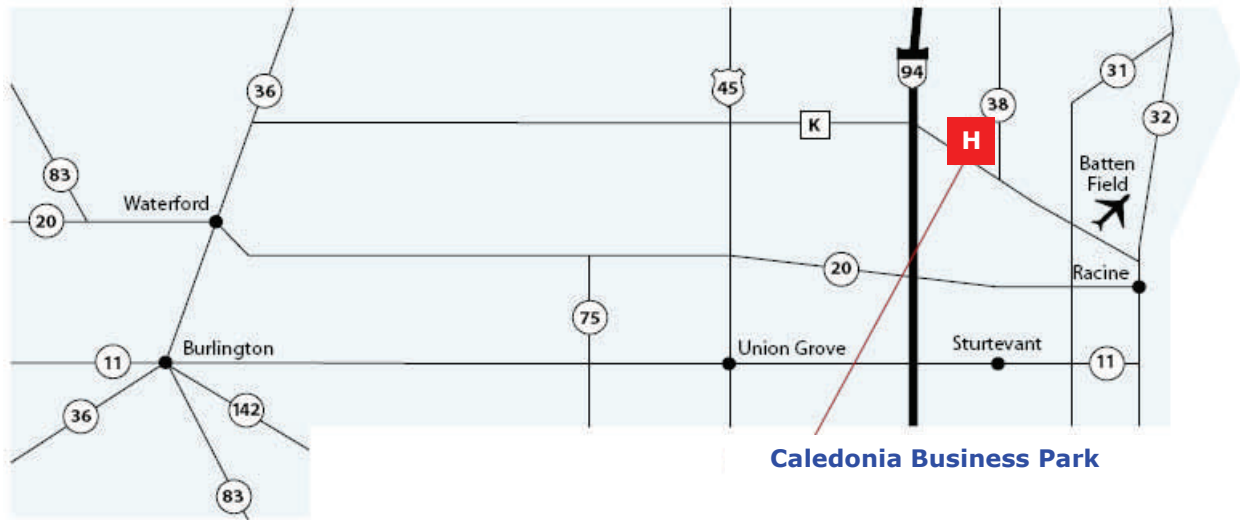 36
94
31
45
38
32
K
H
83
Batten
Field
Waterford
20
20
Racine
75
Burlington
Union Grove
Sturtevant
11
11
36
142
Caledonia Business Park
83